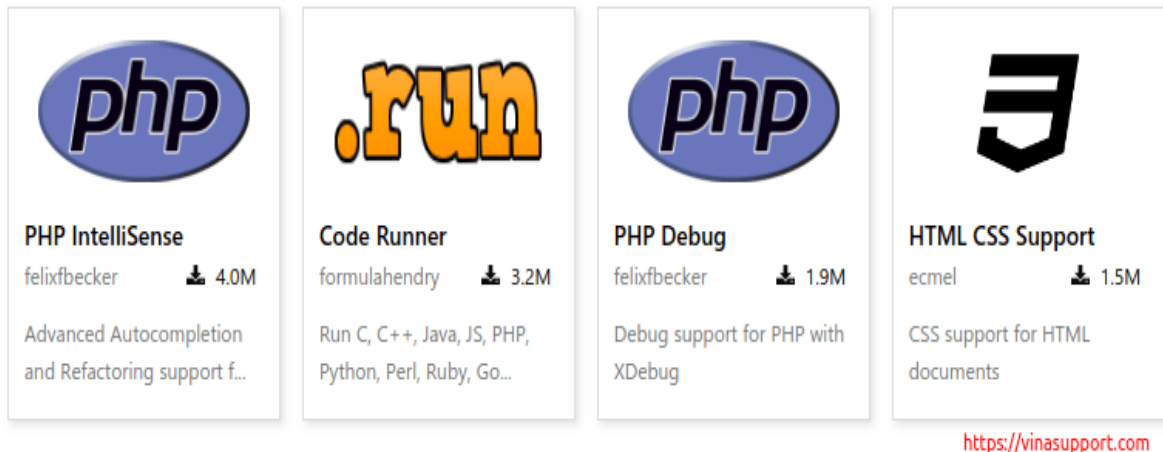 php
PHP IntelliSense
felixfbecker 4.0M
Advanced Autocompletion
and Refactoring support f...
.run
Code Runner
formulahendry 3.2M
Run C, C++, Java, JS, PHP,
Python, Perl, Ruby, Go...
php
PHP Debug
felixfbecker 1.9M
Debug support for PHP with
XDebug
HTML CSS Support
ecmel 1.5M
CSS support for HTML
documents
https://vinasupport.com